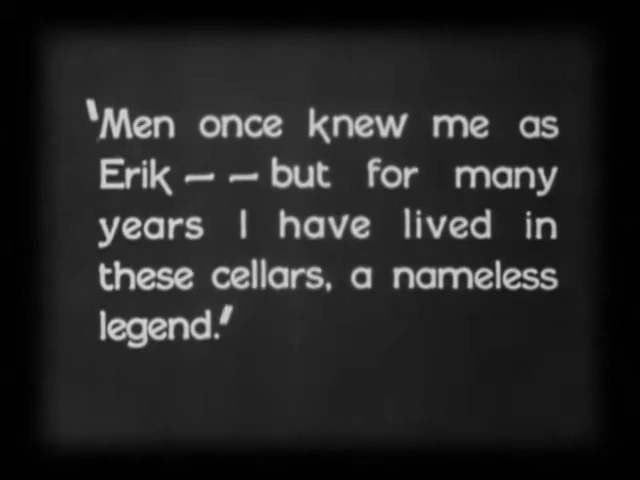 'Men once knew me as
Erik — — but for many
years I have lived in
these cellars, a nameless
legend.'